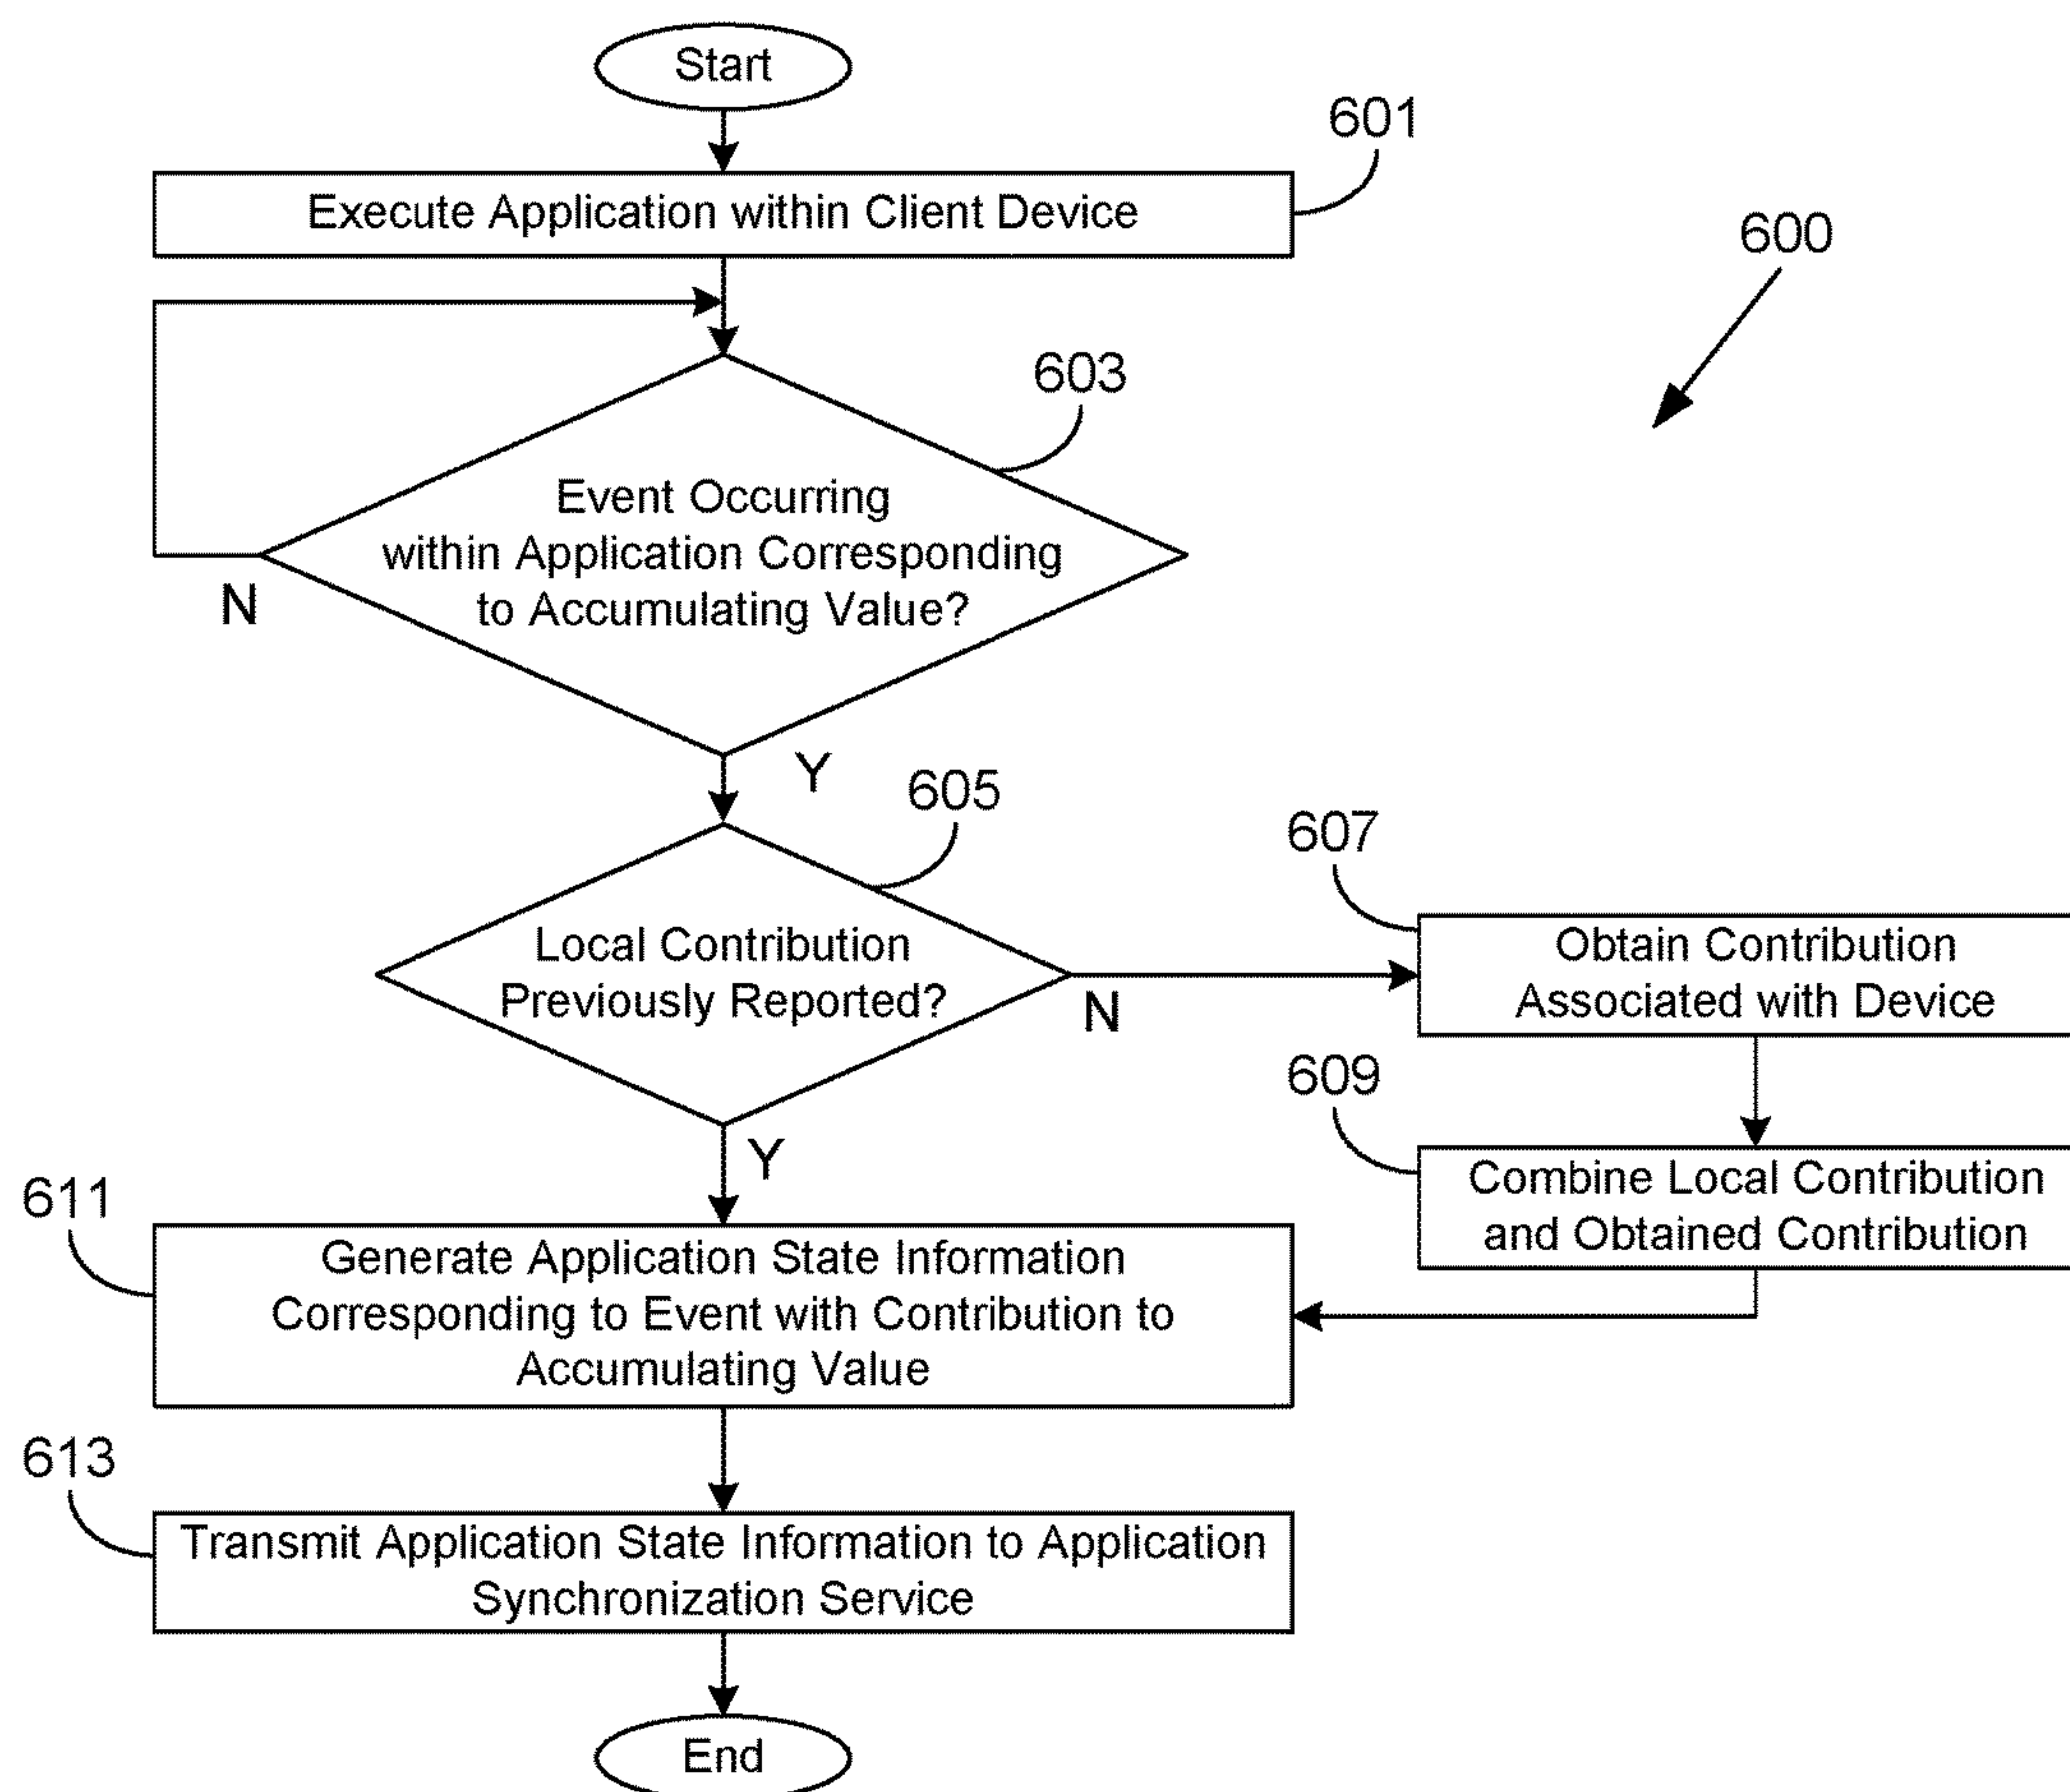 Start
601
Execute Application within Client Device
600
603
Event Occurring
within Application Corresponding
to Accumulating Value?
N
Y
605
607
Local Contribution
Previously Reported?
N
Obtain Contribution
Associated with Device
609
Y
Combine Local Contribution
and Obtained Contribution
611
Generate Application State Information
Corresponding to Event with Contribution to
Accumulating Value
613
Transmit Application State Information to Application
Synchronization Service
End